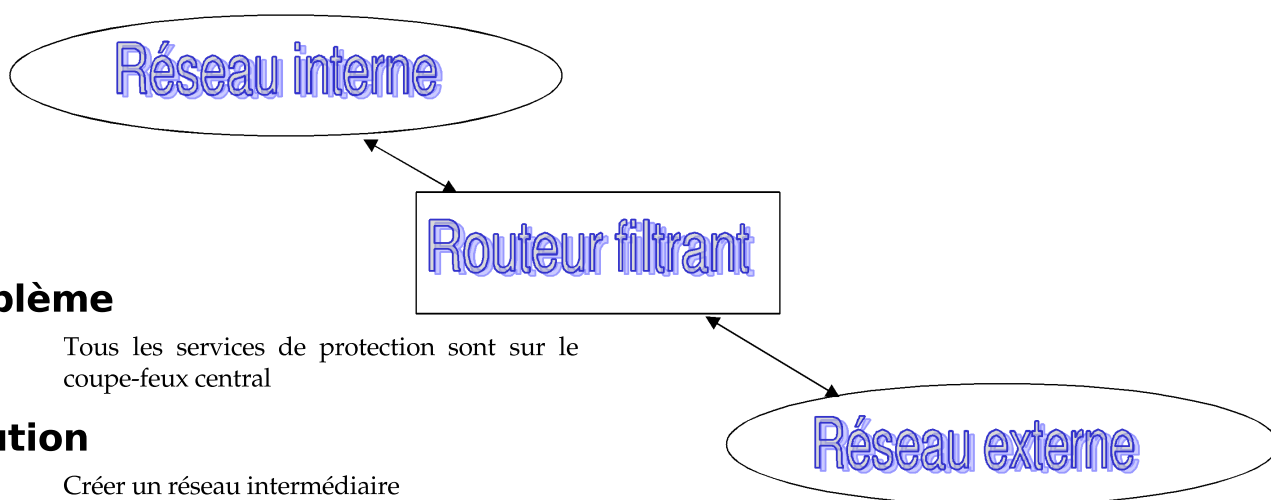 Réseau interne
Routeur filtrant
blème
Tous les services de protection sont sur le
coupe-feux central
ution
Réseau externe
Créer un réseau intermédiaire